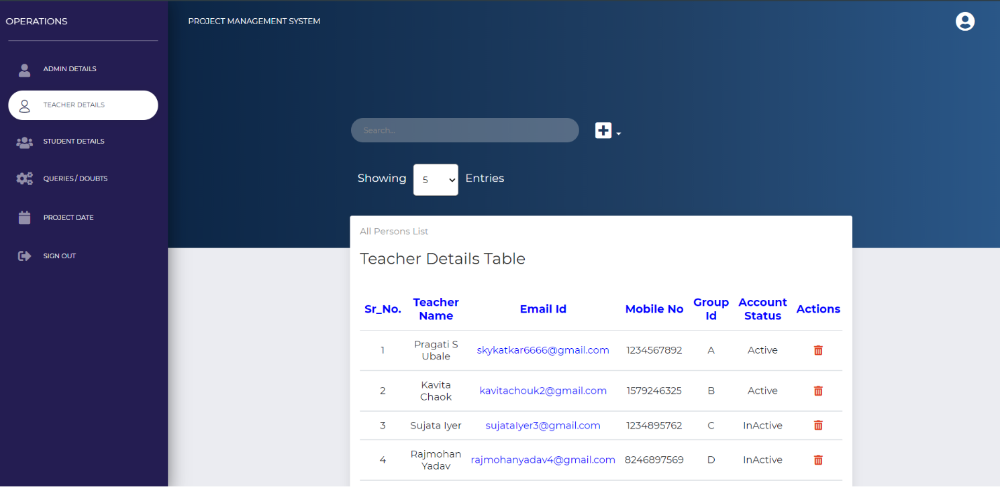 OPERATIONS
PROJECT MANAGEMENT SYSTEM
ADMIN DETAILS
TEACHER DETAILS
STUDENT DETAILS
QUERIES / DOUBTS
PROJECT DATE
SIGN OUT
Search...
Showing 5 Entries
All Persons List
Teacher Details Table
Sr_No. Teacher Name Email Id Mobile No Group Id Account Status Actions
1 Pragati S Ubale skykatkar6666@gmail.com 1234567892 A Active
2 Kavita Chaok kavitachouk2@gmail.com 1579246325 B Active
3 Sujata Iyer sujataIyer3@gmail.com 1234895762 C InActive
4 Rajmohan Yadav rajmohanyadav4@gmail.com 8246897569 D InActive